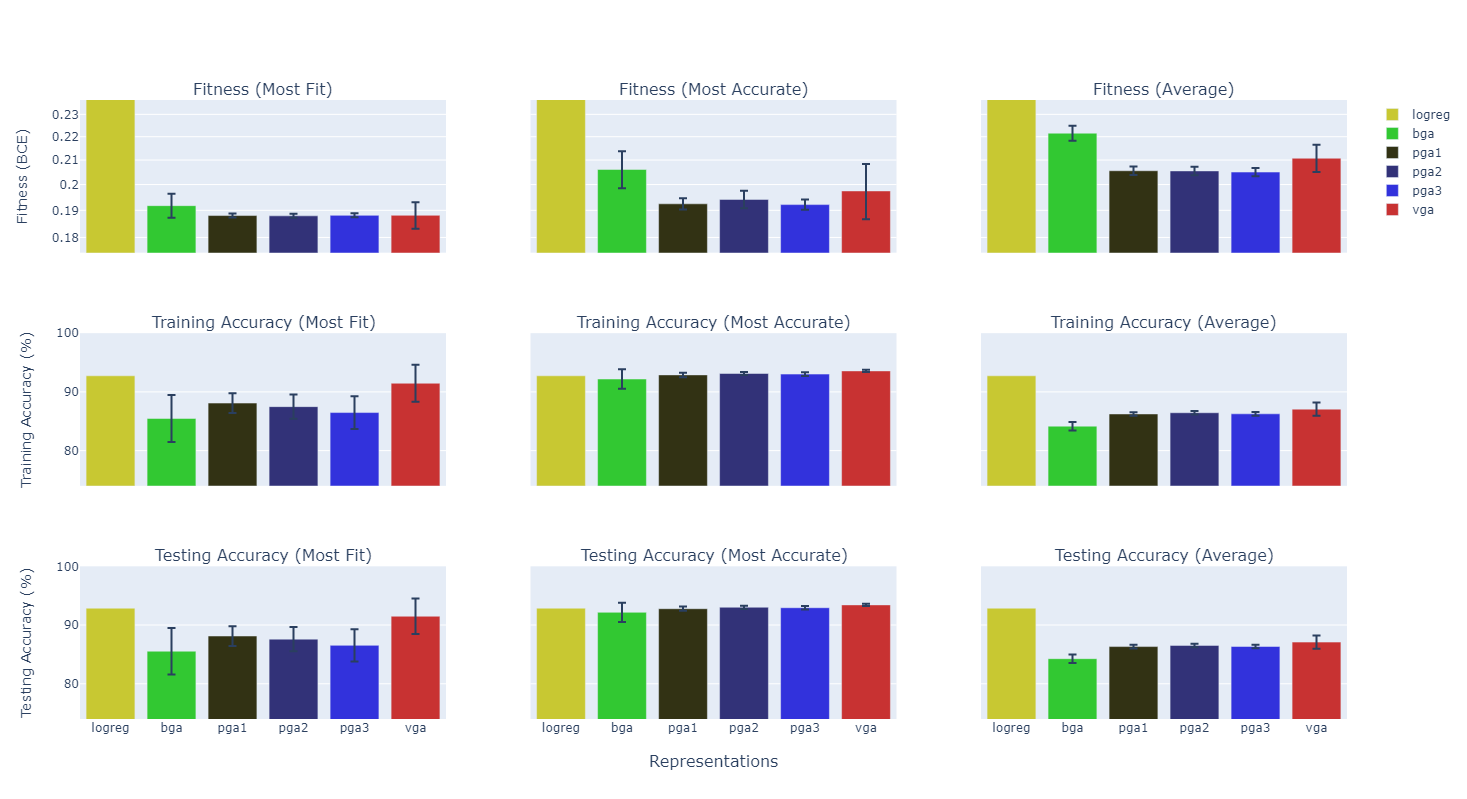 Fitness (Most Fit)
Fitness (Most Accurate)
Fitness (Average)
Fitness (BCE)
0.23
0.22
0.21
0.2
0.19
0.18
logreg
bga
pga1
pga2
pga3
vga
Training Accuracy (Most Fit)
Training Accuracy (Most Accurate)
Training Accuracy (Average)
Training Accuracy (%)
100
90
80
Testing Accuracy (Most Fit)
Testing Accuracy (Most Accurate)
Testing Accuracy (Average)
Testing Accuracy (%)
100
90
80
logreg bga pga1 pga2 pga3 vga
logreg bga pga1 pga2 pga3 vga
logreg bga pga1 pga2 pga3 vga
Representations